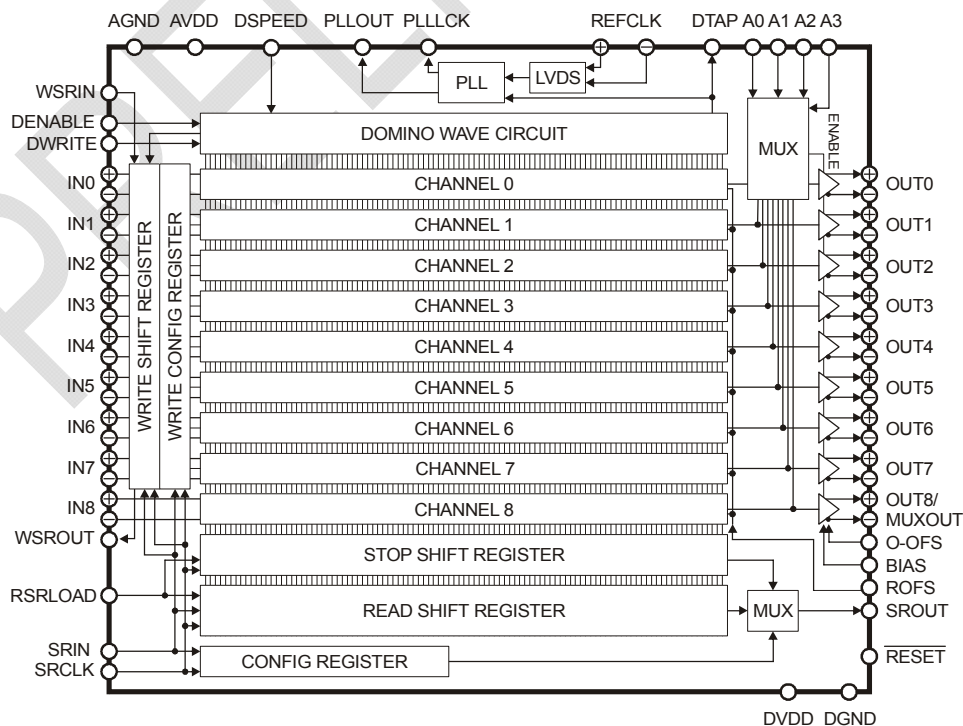 AGND AVDD DSPEED PLLOUT PLLLCK REFCLK DTAP A0 A1 A2 A3
PLL
LVDS
WSRIN
DENABLE
DWRITE
DOMINO WAVE CIRCUIT
MUX
ENABLE
IN0
CHANNEL 0
OUT0
IN1
CHANNEL 1
OUT1
IN2
CHANNEL 2
OUT2
IN3
CHANNEL 3
OUT3
IN4
CHANNEL 4
OUT4
IN5
CHANNEL 5
OUT5
IN6
CHANNEL 6
OUT6
IN7
CHANNEL 7
OUT7
IN8
CHANNEL 8
OUT8/
MUXOUT
WRITE SHIFT REGISTER
WRITE CONFIG REGISTER
WSROUT
STOP SHIFT REGISTER
O-OFS
BIAS
ROFS
RSRLOAD
READ SHIFT REGISTER
MUX
SROUT
SRIN
SRCLK
CONFIG REGISTER
RESET
DVDD DGND